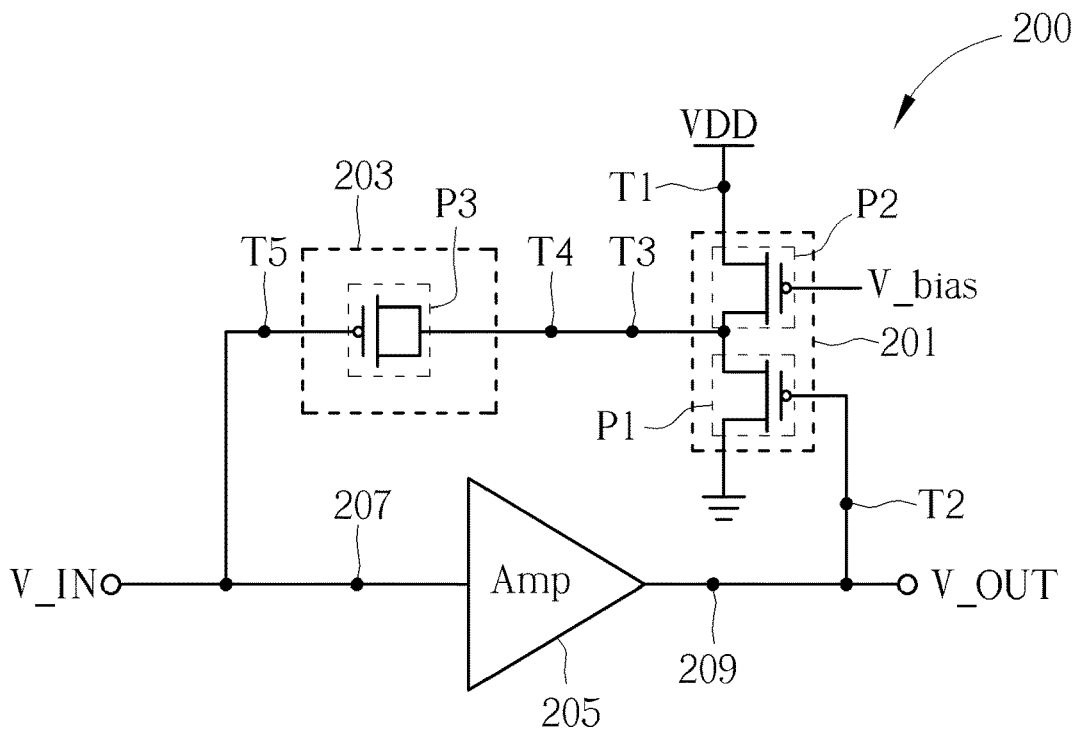 200
VDD
203
T1
P3
P2
T5
T4
T3
V_bias
201
P1
207
T2
V_IN
Amp
V_OUT
209
205